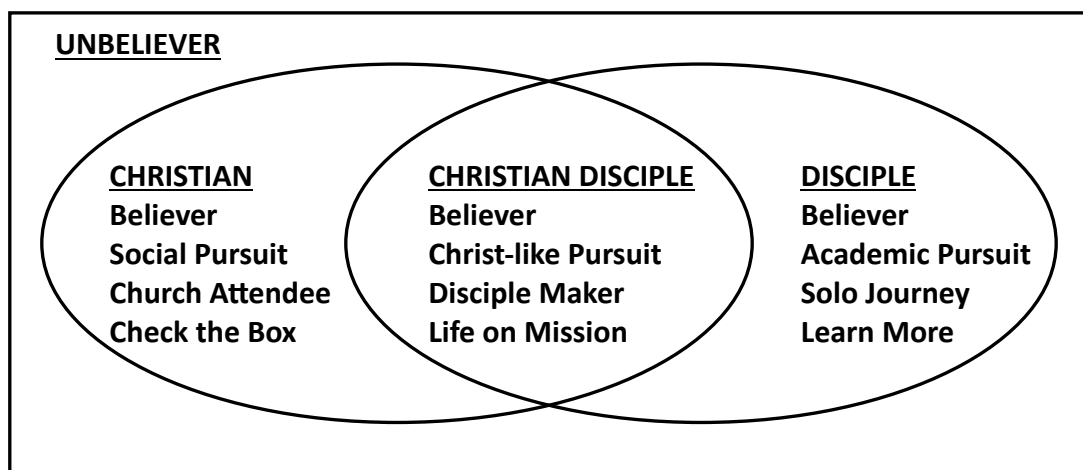 UNBELIEVER
CHRISTIAN
Believer
Social Pursuit
Church Attendee
Check the Box
CHRISTIAN DISCIPLE
Believer
Christ-like Pursuit
Disciple Maker
Life on Mission
DISCIPLE
Believer
Academic Pursuit
Solo Journey
Learn More